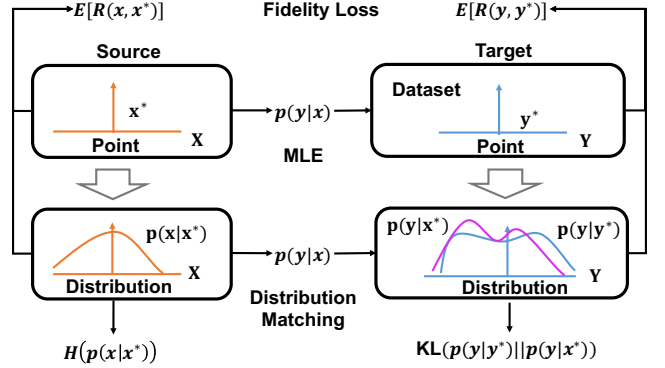 E[R(x, x*)] Fidelity Loss E[R(y, y*)]
Source Target
x* Dataset
p(y|x)
y*
Point X Point Y
MLE
p(x|x*) p(y|x*) p(y|y*)
p(y|x)
X Y
Distribution Distribution
Distribution
Matching
H(p(x|x*)) KL(p(y|y*)||p(y|x*))